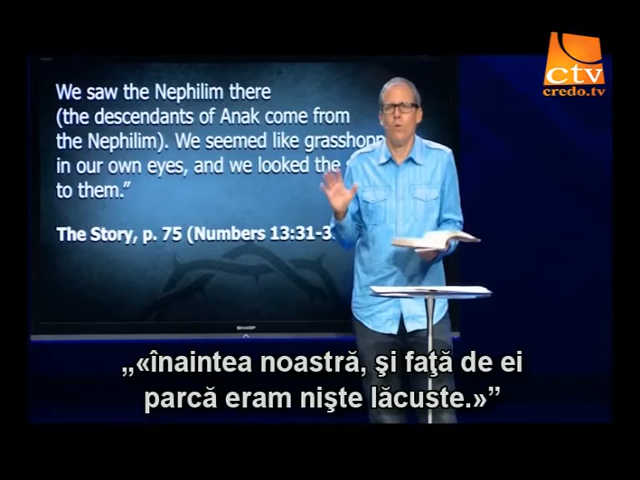 ctv
credo.tv
We saw the Nephilim there
(the descendants of Anak come from
the Nephilim). We seemed like grasshopp
in our own eyes, and we looked the
to them.”
The Story, p. 75 (Numbers 13:31-3
SHARP
„«înaintea noastră, şi faţă de ei
parcă eram nişte lăcuste.»”